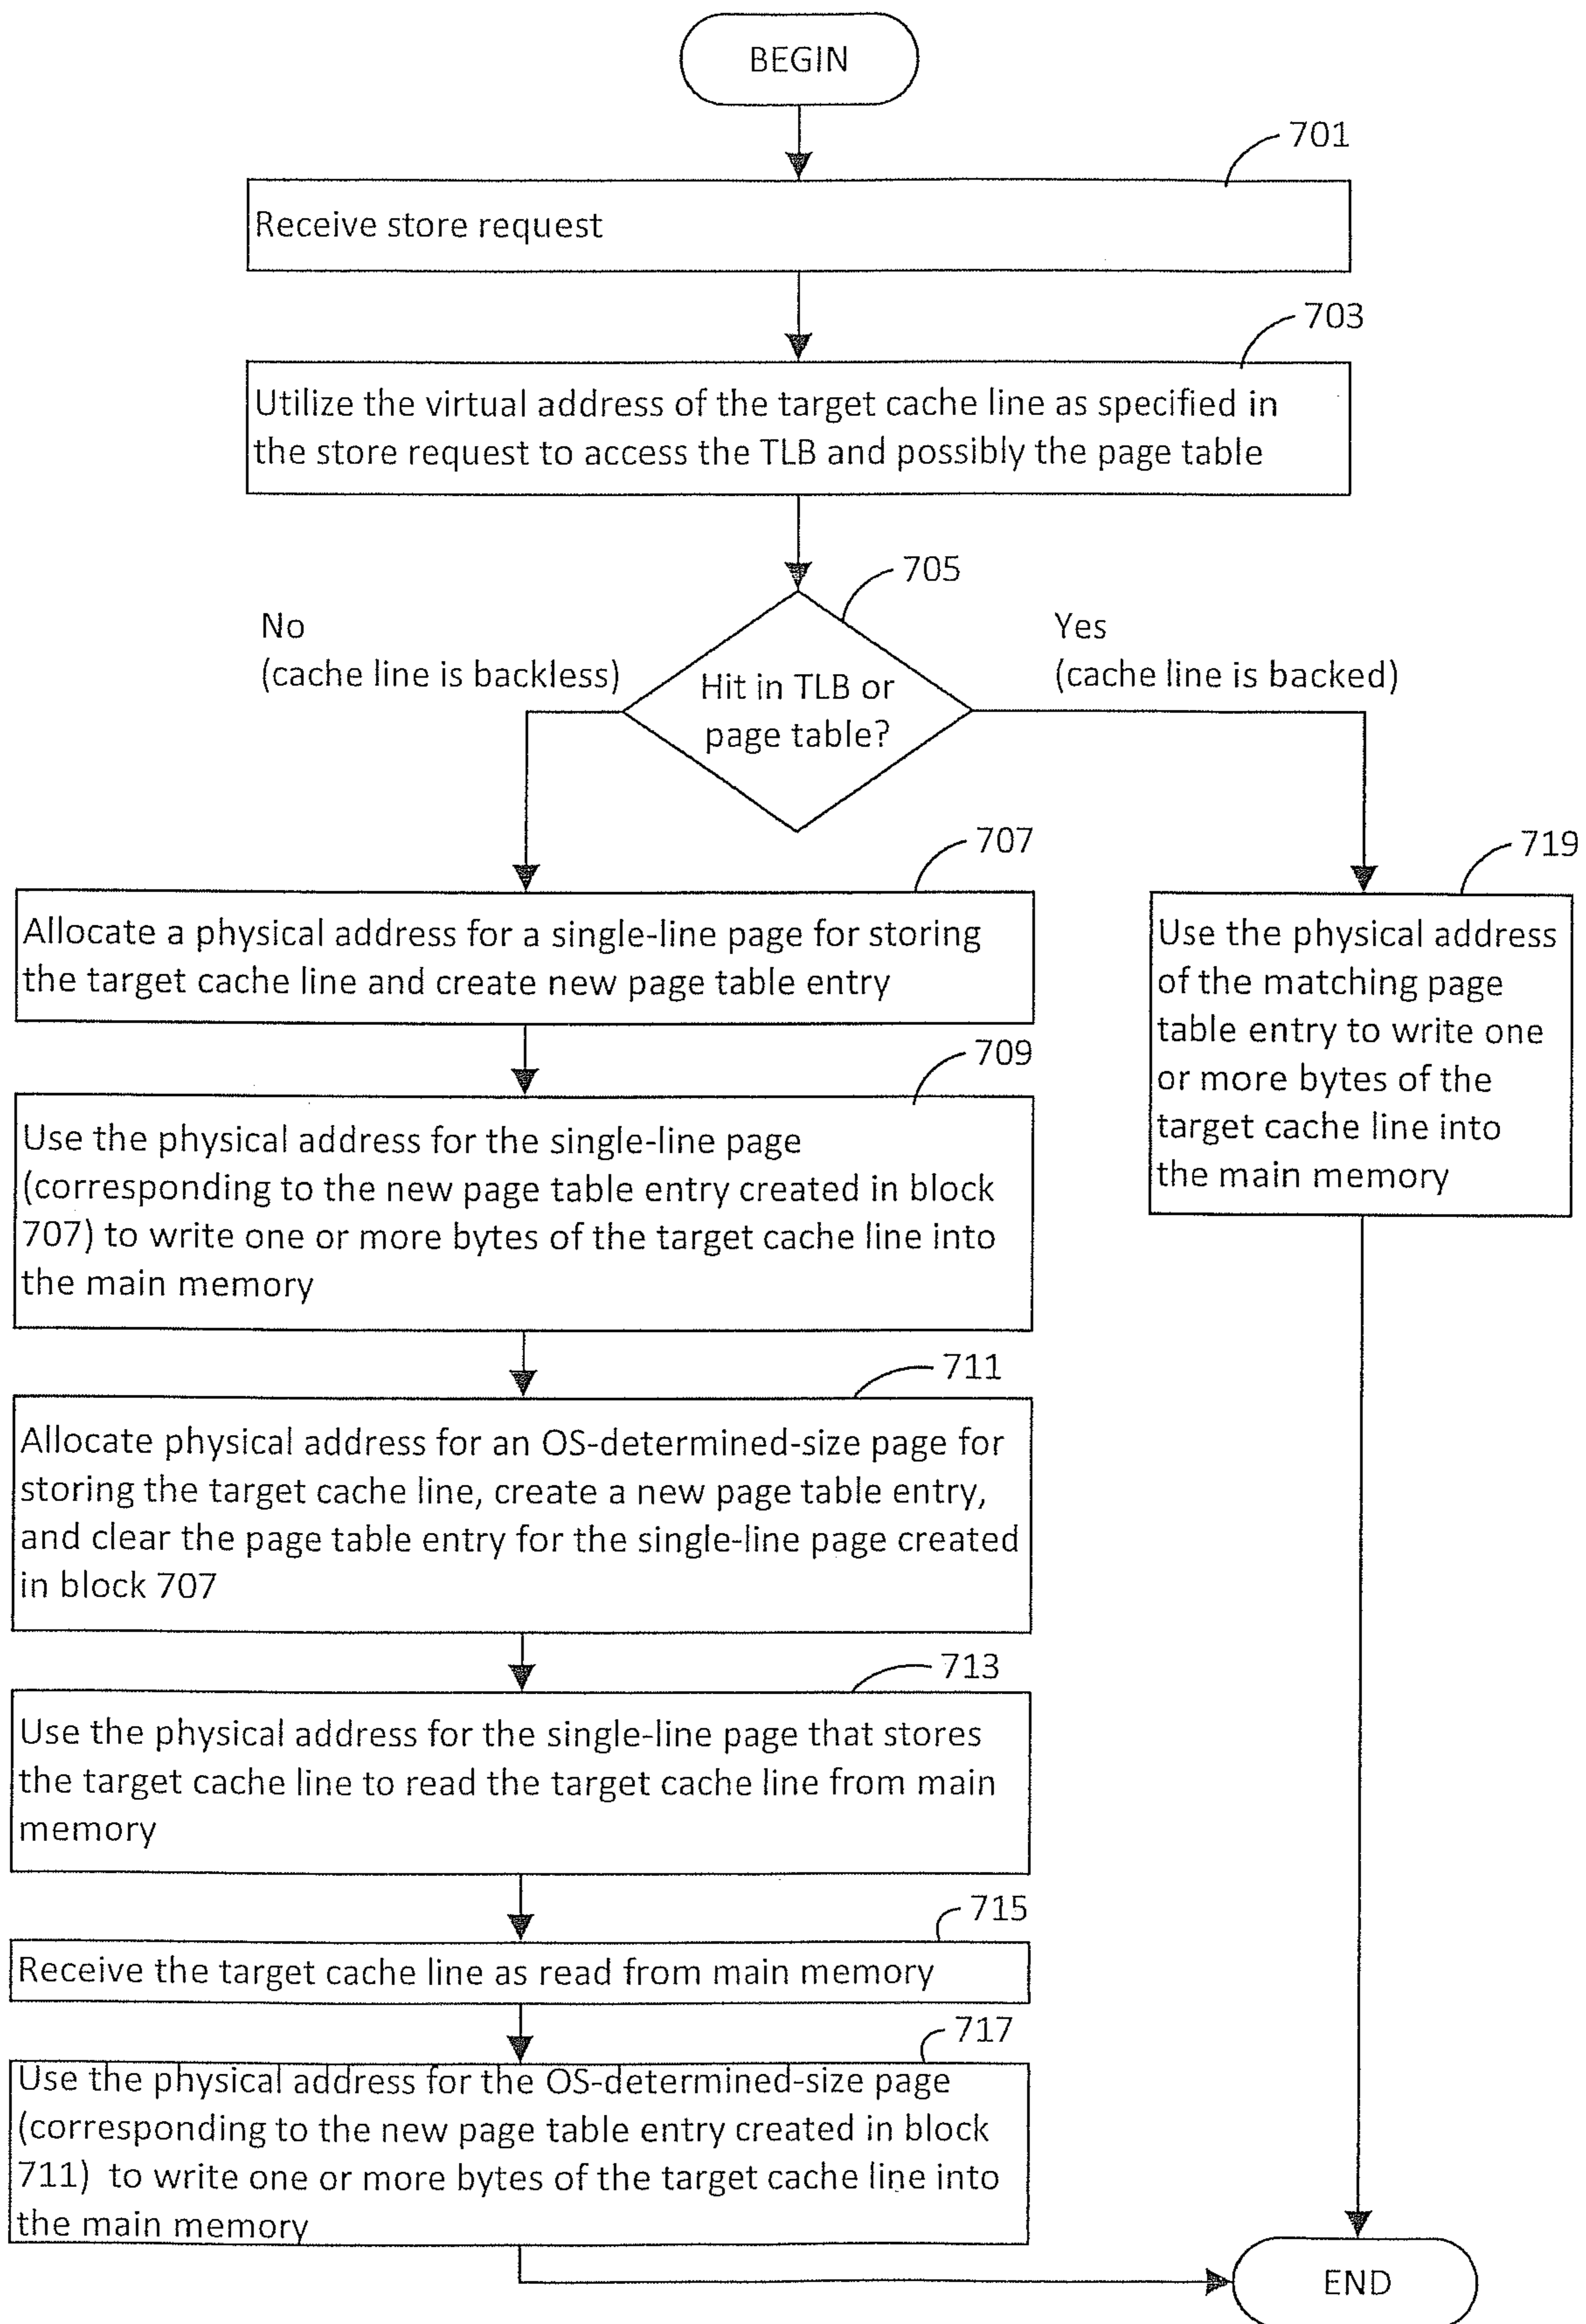 BEGIN
701
Receive store request
703
Utilize the virtual address of the target cache line as specified in
the store request to access the TLB and possibly the page table
705
No
(cache line is backless)
Yes
(cache line is backed)
Hit in TLB or
page table?
707
Allocate a physical address for a single-line page for storing
the target cache line and create new page table entry
719
Use the physical address
of the matching page
table entry to write one
or more bytes of the
target cache line into
the main memory
709
Use the physical address for the single-line page
(corresponding to the new page table entry created in block
707) to write one or more bytes of the target cache line into
the main memory
711
Allocate physical address for an OS-determined-size page for
storing the target cache line, create a new page table entry,
and clear the page table entry for the single-line page created
in block 707
713
Use the physical address for the single-line page that stores
the target cache line to read the target cache line from main
memory
715
Receive the target cache line as read from main memory
717
Use the physical address for the OS-determined-size page
(corresponding to the new page table entry created in block
711) to write one or more bytes of the target cache line into
the main memory
END